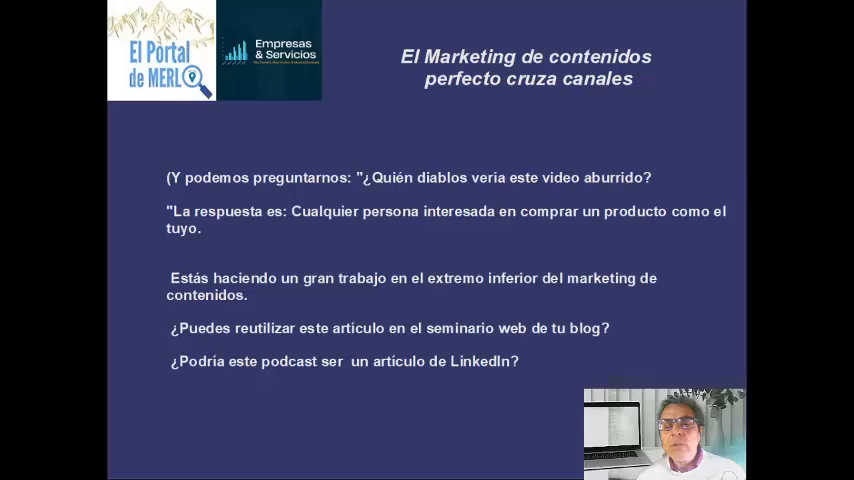 El Portal
de MERLO
Empresas
& Servicios
El Marketing de contenidos
perfecto cruza canales
(Y podemos preguntarnos: "¿Quién diablos vería este video aburrido?
"La respuesta es: Cualquier persona interesada en comprar un producto como el
tuyo.
Estás haciendo un gran trabajo en el extremo inferior del marketing de
contenidos.
¿Puedes reutilizar este artículo en el seminario web de tu blog?
¿Podría este podcast ser un artículo de LinkedIn?